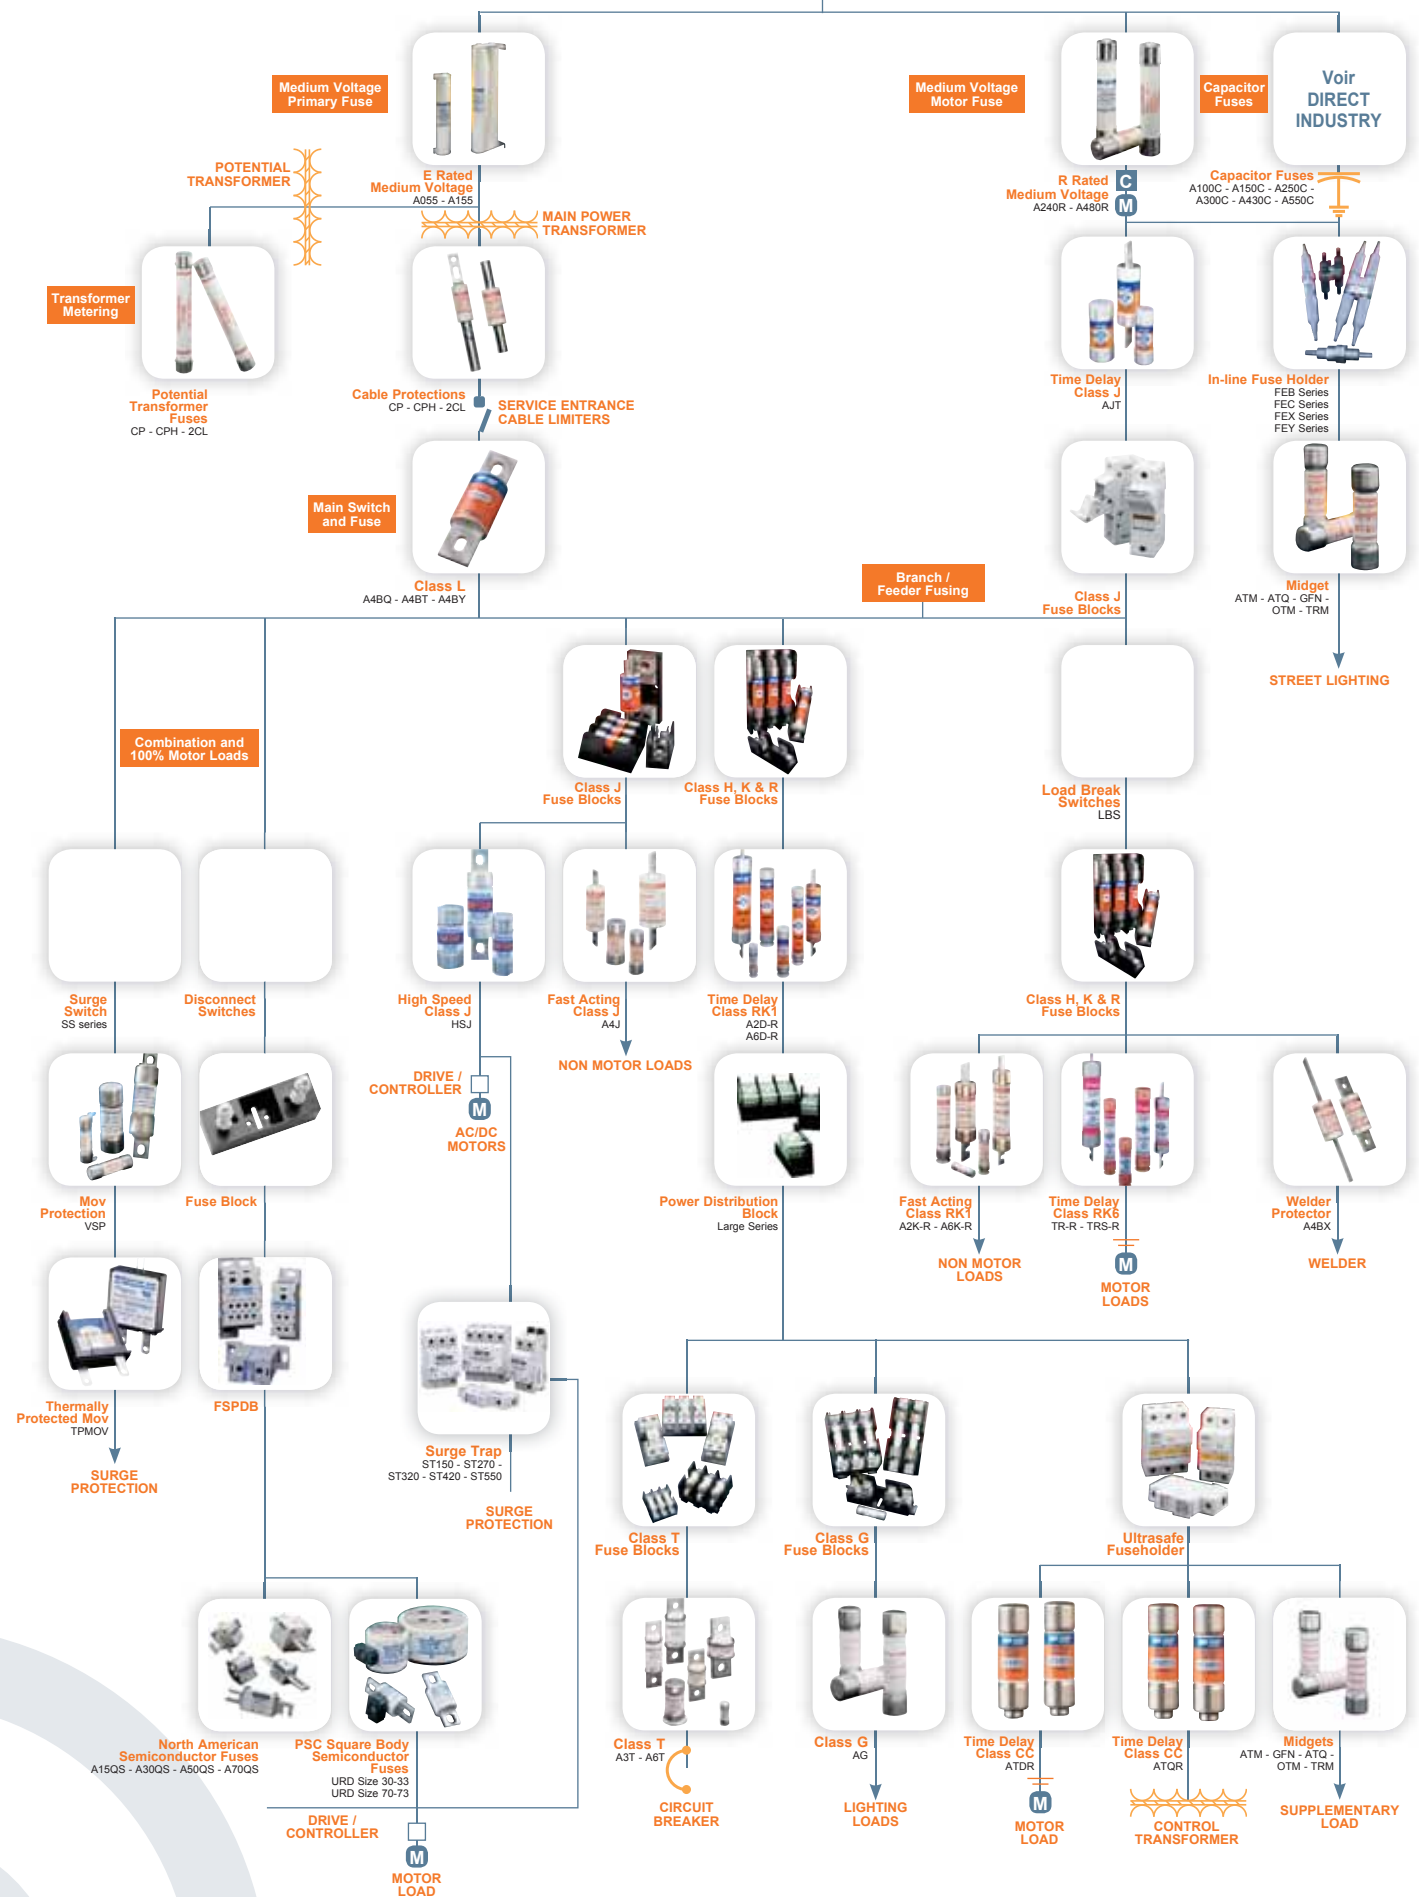 Medium Voltage
Primary Fuse
Medium Voltage
Motor Fuse
Capacitor
Fuses
Voir
DIRECT
INDUSTRY
POTENTIAL
TRANSFORMER
E Rated
Medium Voltage
A055 - A155
MAIN POWER
TRANSFORMER
R Rated
Medium Voltage
A240R - A480R
C
M
Capacitor Fuses
A100C - A150C - A250C -
A300C - A430C - A550C
Transformer
Metering
Potential
Transformer
Fuses
CP - CPH - 2CL
Cable Protections
CP - CPH - 2CL
SERVICE ENTRANCE
CABLE LIMITERS
Time Delay
Class J
AJT
In-line Fuse Holder
FEB Series
FEC Series
FEX Series
FEY Series
Main Switch
and Fuse
Class L
A4BQ - A4BT - A4BY
Branch /
Feeder Fusing
Class J
Fuse Blocks
Midget
ATM - ATQ - GFN -
OTM - TRM
STREET LIGHTING
Combination and
100% Motor Loads
Class J
Fuse Blocks
Class H, K & R
Fuse Blocks
Load Break
Switches
LBS
Surge
Switch
SS series
Disconnect
Switches
High Speed
Class J
HSJ
Fast Acting
Class J
A4J
Time Delay
Class RK1
A2D-R
A6D-R
Class H, K & R
Fuse Blocks
NON MOTOR LOADS
DRIVE /
CONTROLLER
M
AC/DC
MOTORS
Mov
Protection
VSP
Fuse Block
Power Distribution
Block
Large Series
Fast Acting
Class RK1
A2K-R - A6K-R
Time Delay
Class RK6
TR-R - TRS-R
Welder
Protector
A4BX
NON MOTOR
LOADS
M
MOTOR
LOADS
WELDER
Thermally
Protected Mov
TPMOV
FSPDB
SURGE
PROTECTION
Surge Trap
ST150 - ST270 -
ST320 - ST420 - ST550
SURGE
PROTECTION
Class T
Fuse Blocks
Class G
Fuse Blocks
Ultrasafe
Fuseholder
North American
Semiconductor Fuses
A15QS - A30QS - A50QS - A70QS
PSC Square Body
Semiconductor
Fuses
URD Size 30-33
URD Size 70-73
Class T
A3T - A6T
Class G
AG
Time Delay
Class CC
ATDR
Time Delay
Class CC
ATQR
Midgets
ATM - GFN - ATQ -
OTM - TRM
DRIVE /
CONTROLLER
M
MOTOR
LOAD
CIRCUIT
BREAKER
LIGHTING
LOADS
M
MOTOR
LOAD
CONTROL
TRANSFORMER
SUPPLEMENTARY
LOAD